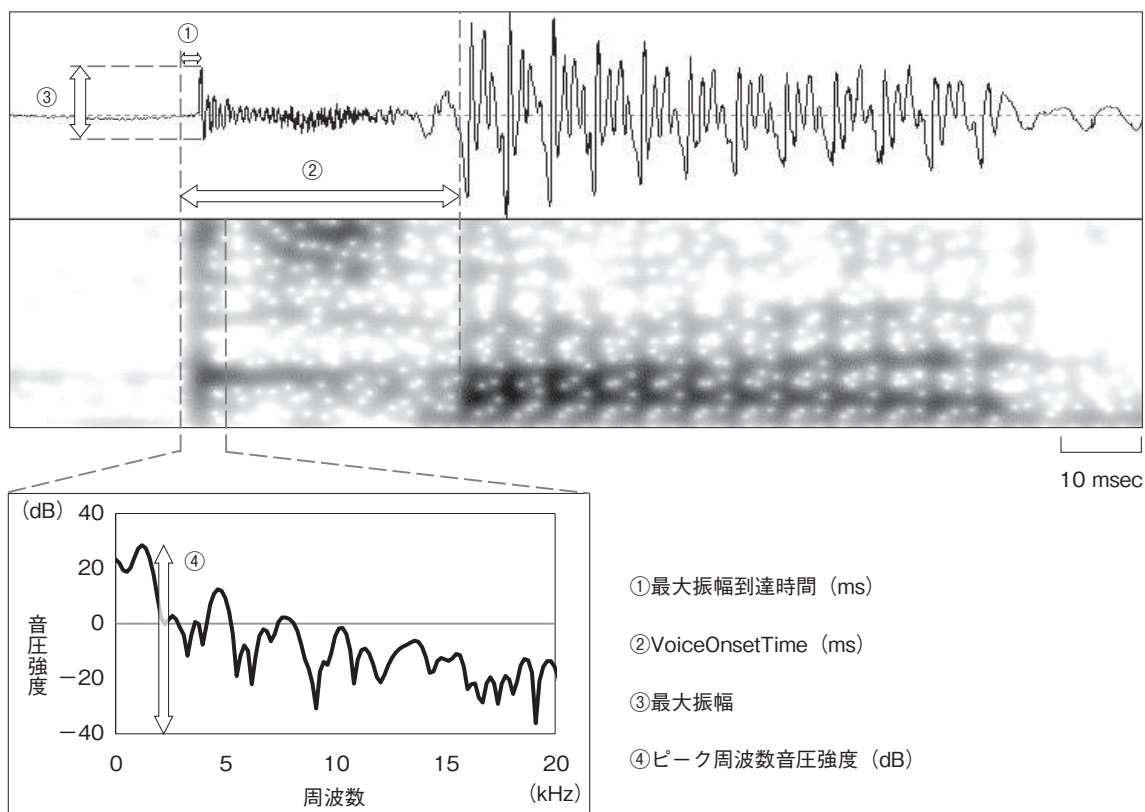 ①
③
②
10 msec
(dB)
40
20
0
−20
−40
音圧強度
④
0 5 10 15 20
周波数 (kHz)
①最大振幅到達時間（ms）
②VoiceOnsetTime（ms）
③最大振幅
④ピーク周波数音圧強度（dB）